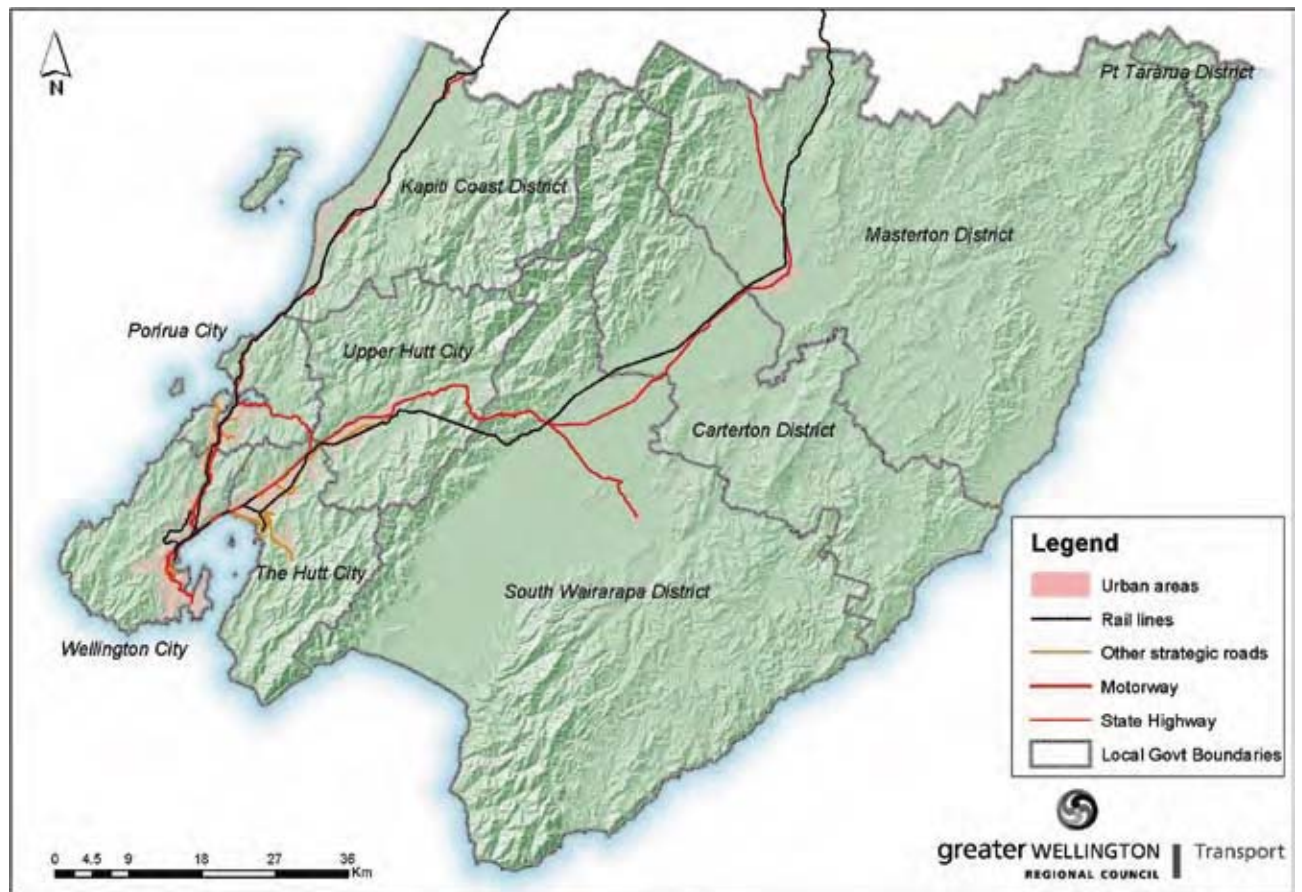 N
Pt Tararua District
Kapiti Coast District
Masterton District
Porirua City
Upper Hutt City
Carterton District
The Hutt City
South Wairarapa District
Wellington City
Legend
Urban areas
Rail lines
Other strategic roads
Motorway
State Highway
Local Govt Boundaries
0 4.5 9 18 27 36
Km
greater WELLINGTON
REGIONAL COUNCIL
Transport